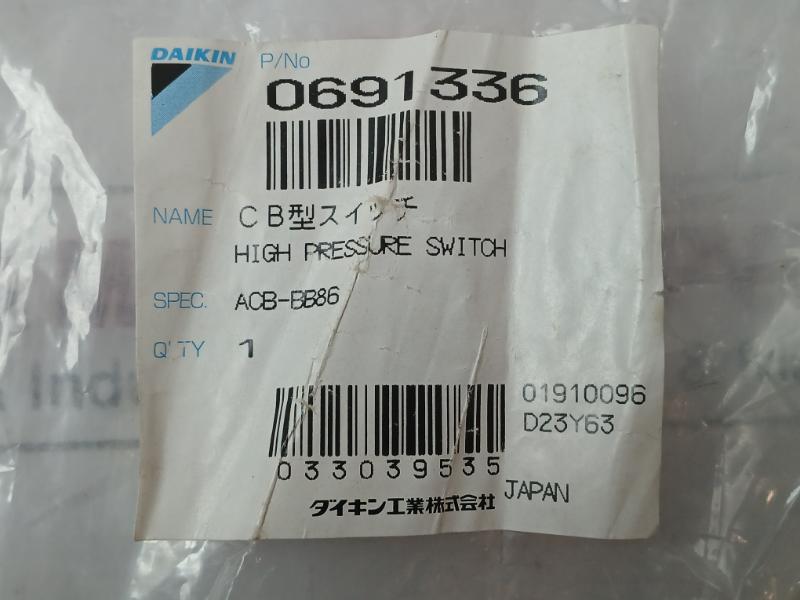 DAIKIN
P/No
0691336
NAME CB型スイッチ
HIGH PRESSURE SWITCH
SPEC. ACB-BB86
Q'TY 1
01910096
D23Y63
033039535
ダイキン工業株式会社
JAPAN